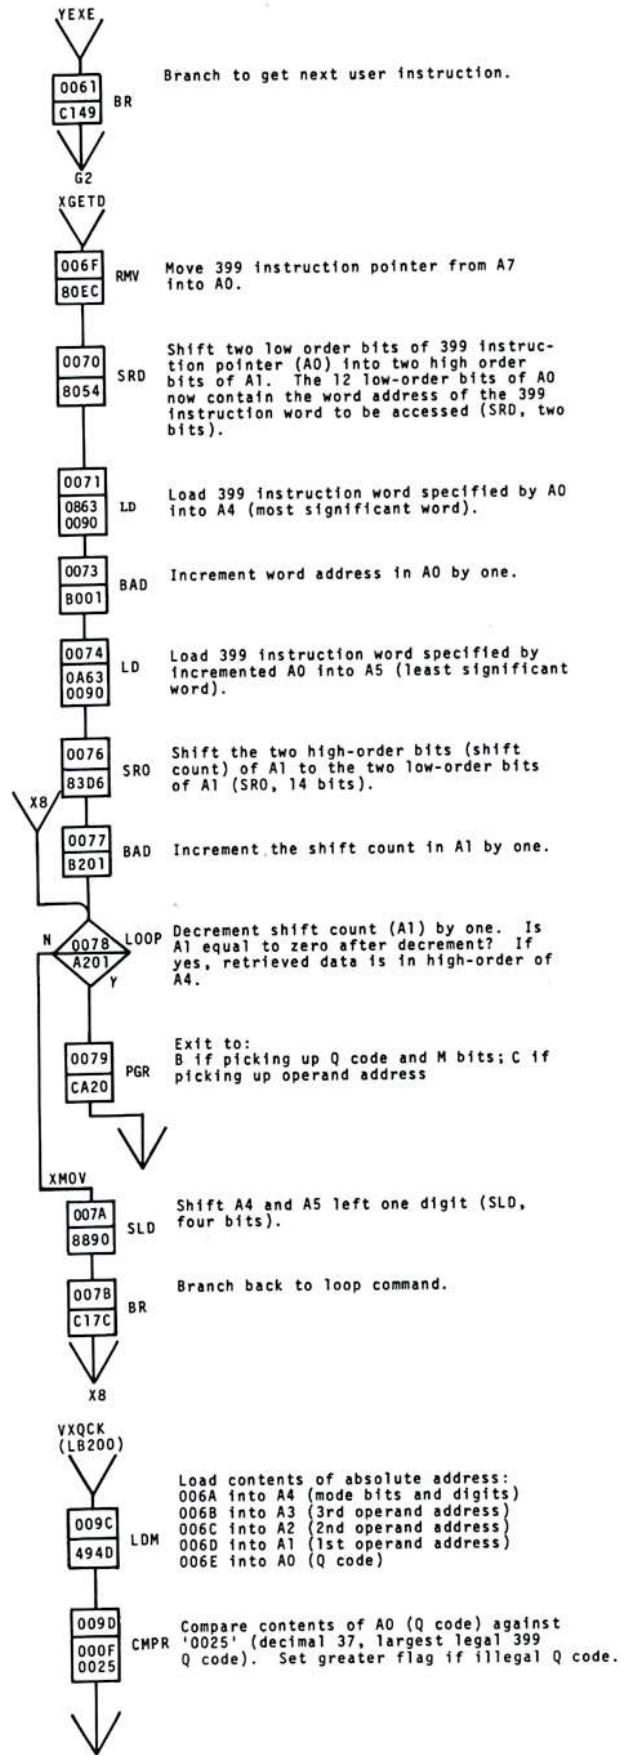 YEXE
Branch to get next user instruction.
0061
BR
C149
G2
XGETD
006F
RMV
80EC
Move 399 instruction pointer from A7
into A0.
0070
SRD
8054
Shift two low order bits of 399 instruc-
tion pointer (A0) into two high order
bits of A1. The 12 low-order bits of A0
now contain the word address of the 399
instruction word to be accessed (SRD, two
bits).
0071
LD
0863
0090
Load 399 instruction word specified by A0
into A4 (most significant word).
0073
BAD
B001
Increment word address in A0 by one.
0074
LD
0A63
0090
Load 399 instruction word specified by
incremented A0 into A5 (least significant
word).
0076
SRO
83D6
Shift the two high-order bits (shift
count) of A1 to the two low-order bits
of A1 (SRO, 14 bits).
X8
0077
BAD
B201
Increment the shift count in A1 by one.
N
0078
LOOP
A201
Y
Decrement shift count (A1) by one. Is
A1 equal to zero after decrement? If
yes, retrieved data is in high-order of
A4.
0079
PGR
CA20
Exit to:
B if picking up Q code and M bits; C if
picking up operand address
XMOV
007A
SLD
8890
Shift A4 and A5 left one digit (SLD,
four bits).
007B
BR
C17C
Branch back to loop command.
X8
VXQCK
(LB200)
009C
LDM
494D
Load contents of absolute address:
006A into A4 (mode bits and digits)
006B into A3 (3rd operand address)
006C into A2 (2nd operand address)
006D into A1 (1st operand address)
006E into A0 (Q code)
009D
CMPR
000F
0025
Compare contents of A0 (Q code) against
'0025' (decimal 37, largest legal 399
Q code). Set greater flag if illegal Q code.